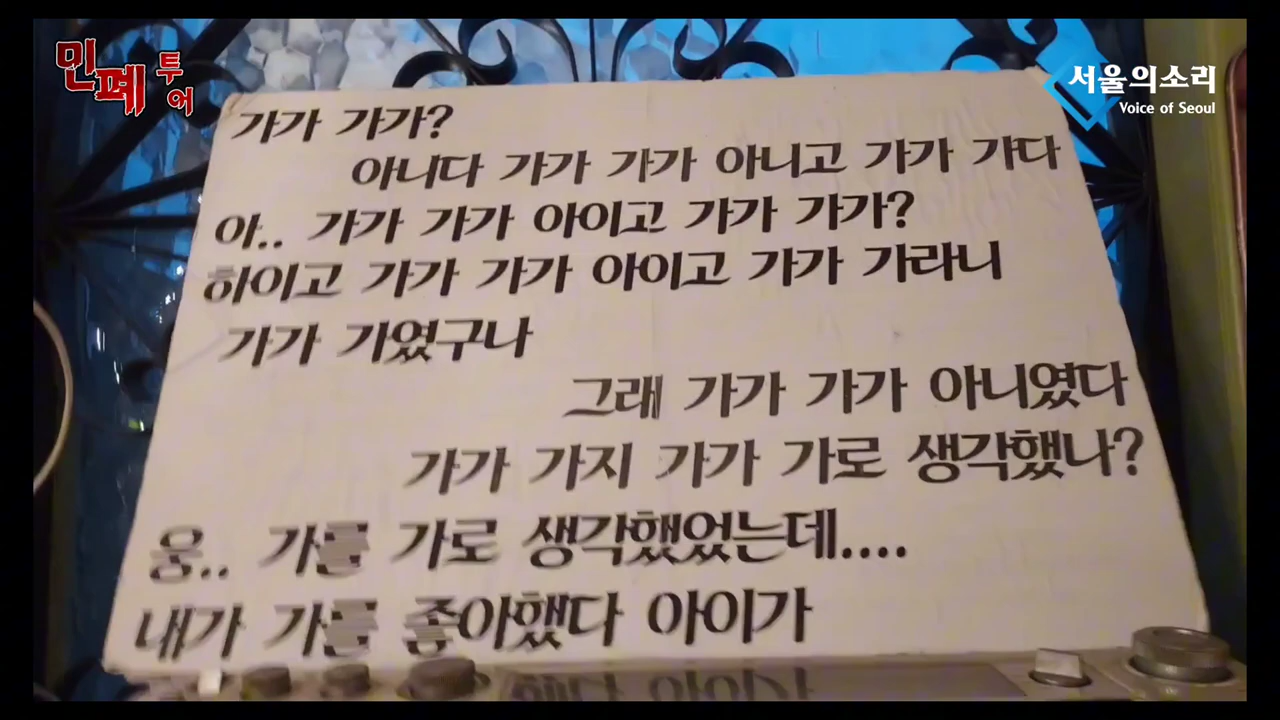 민폐투어
서울의소리
Voice of Seoul
가가 가가?
아니다 가가 가가 아니고 가가 갸다
아.. 가가 가가 아이고 가가 가가?
하이고 가가 가가 아이고 가가 가라니
가가 가였구나
그래 가가 가가 아니였다
가가 가지 가가 가로 생각했나?
웅.. 가를 가로 생각했었는데....
내가 가를 좋아했다 아이가